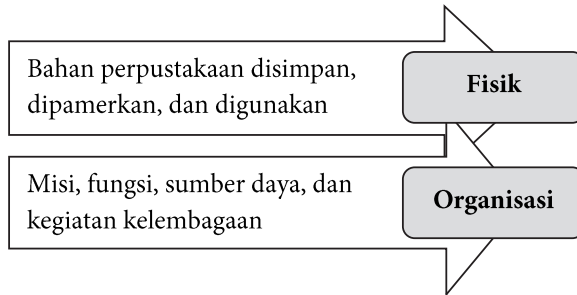 Bahan perpustakaan disimpan,
dipamerkan, dan digunakan
Fisik
Misi, fungsi, sumber daya, dan
kegiatan kelembagaan
Organisasi